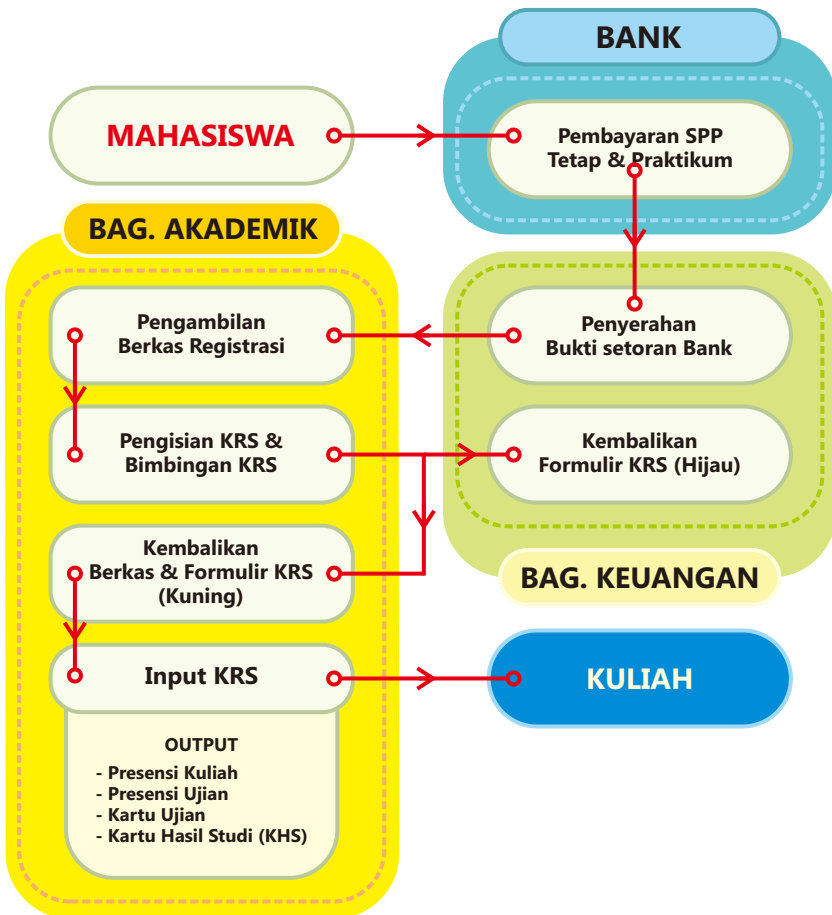 BANK
MAHASISWA
Pembayaran SPP
Tetap & Praktikum
BAG. AKADEMIK
Pengambilan
Berkas Registrasi
Penyerahan
Bukti setoran Bank
Pengisian KRS &
Bimbingan KRS
Kembalikan
Formulir KRS (Hijau)
Kembalikan
Berkas & Formulir KRS
(Kuning)
BAG. KEUANGAN
Input KRS
KULIAH
OUTPUT
- Presensi Kuliah
- Presensi Ujian
- Kartu Ujian
- Kartu Hasil Studi (KHS)